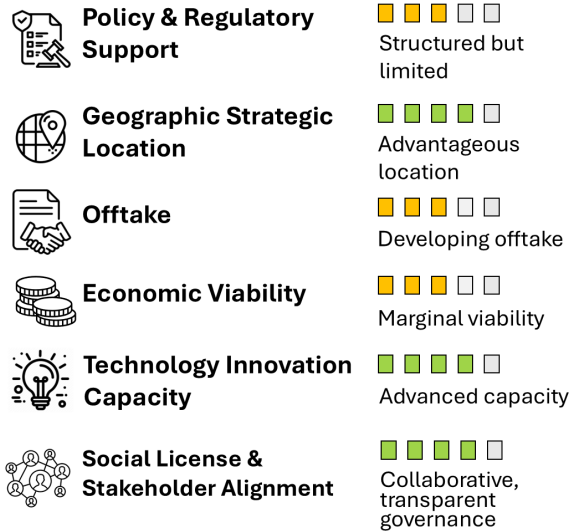 Policy & Regulatory
Support
Structured but
limited
Geographic Strategic
Location
Advantageous
location
Offtake
Developing offtake
Economic Viability
Marginal viability
Technology Innovation
Capacity
Advanced capacity
Social License &
Stakeholder Alignment
Collaborative,
transparent
governance